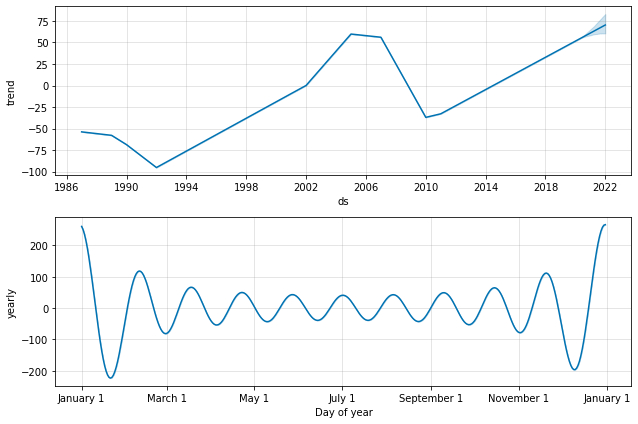 75
50
25
0
−25
−50
−75
−100
trend
1986 1990 1994 1998 2002 2006 2010 2014 2018 2022
ds
200
100
0
−100
−200
yearly
January 1 March 1 May 1 July 1 September 1 November 1 January 1
Day of year